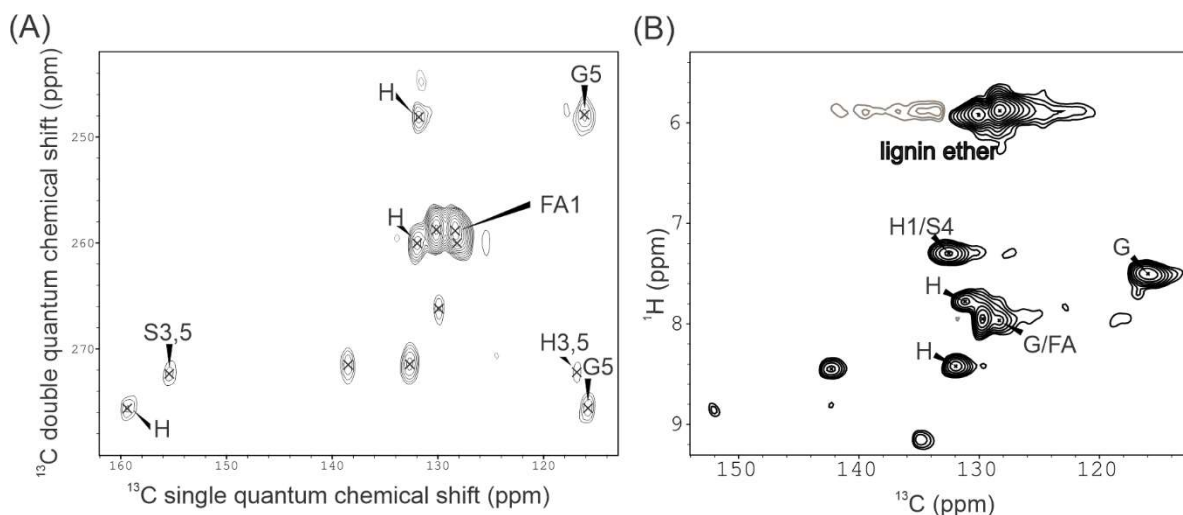 (A)
(B)
¹³C double quantum chemical shift (ppm)
G5
H
250
H
FA1
260
S3,5
270
H3,5
G5
H
160
150
140
130
120
¹³C single quantum chemical shift (ppm)
6
lignin ether
¹H (ppm)
7
H1/S4
G
H
8
G/FA
H
9
150
140
130
120
¹³C (ppm)